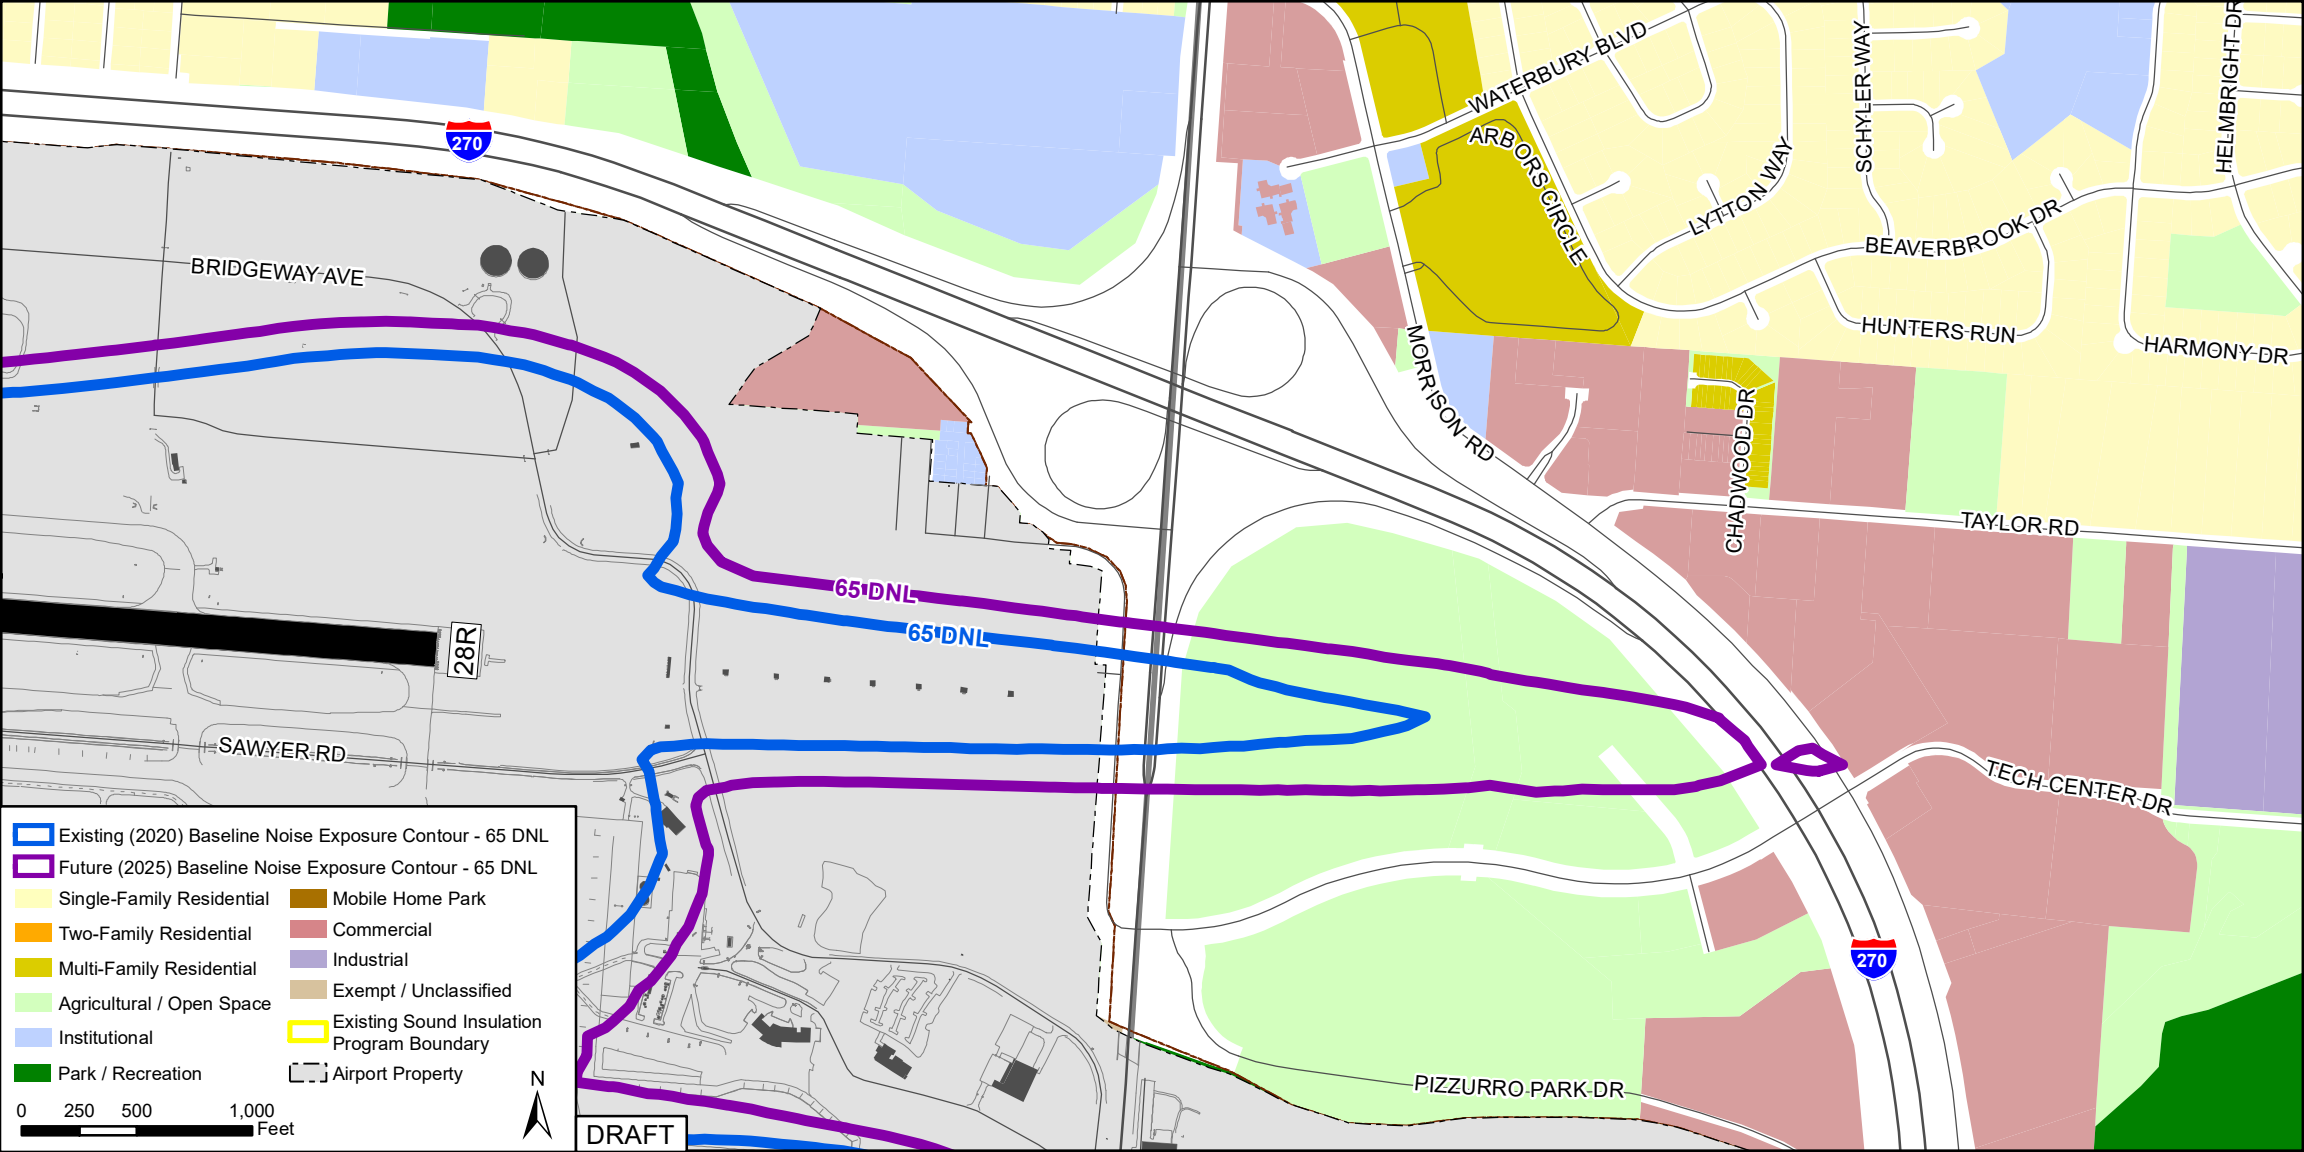 WATERBURY BLVD
SCHYLER WAY
HELMBRIGHT DR
270
ARBORS CIRCLE
LYTTON WAY
BEAVERBROOK DR
BRIDGEWAY AVE
HUNTERS RUN
HARMONY DR
MORRISON RD
CHADWOOD DR
TAYLOR RD
65 DNL
65 DNL
28R
SAWYER RD
TECH CENTER DR
270
PIZZURRO PARK DR
Existing (2020) Baseline Noise Exposure Contour - 65 DNL
Future (2025) Baseline Noise Exposure Contour - 65 DNL
Single-Family Residential
Two-Family Residential
Multi-Family Residential
Agricultural / Open Space
Institutional
Park / Recreation
Mobile Home Park
Commercial
Industrial
Exempt / Unclassified
Existing Sound Insulation
Program Boundary
Airport Property
0 250 500 1,000
Feet
N
DRAFT